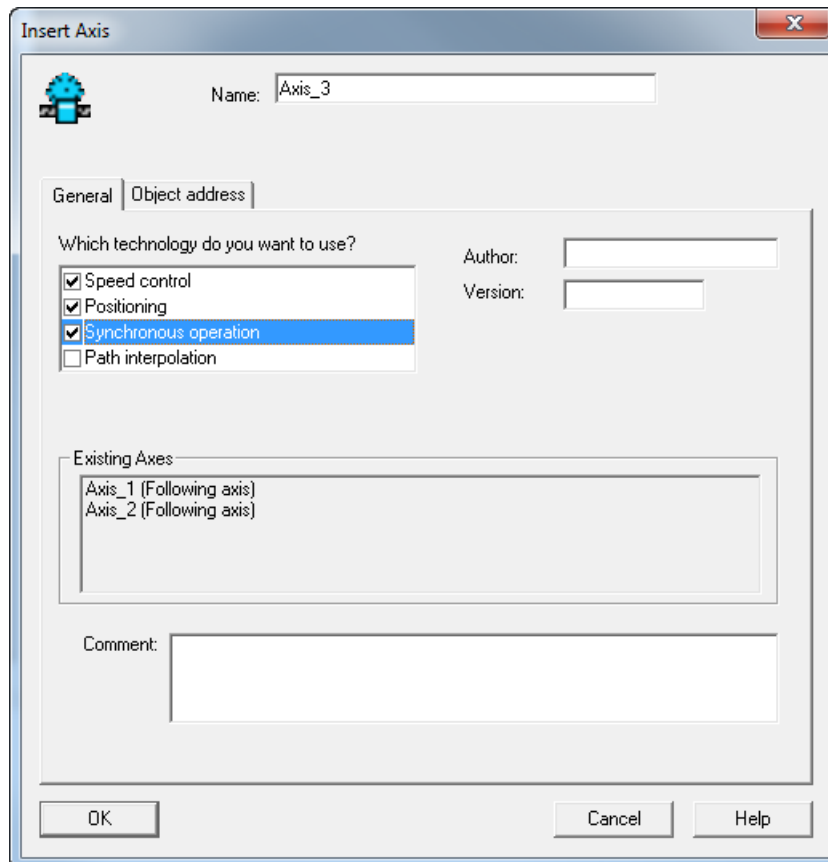 Insert Axis
Name: Axis_3
General Object address
Which technology do you want to use?
Speed control
Positioning
Synchronous operation
Path interpolation
Author:
Version:
Existing Axes
Axis_1 (Following axis)
Axis_2 (Following axis)
Comment:
OK Cancel Help